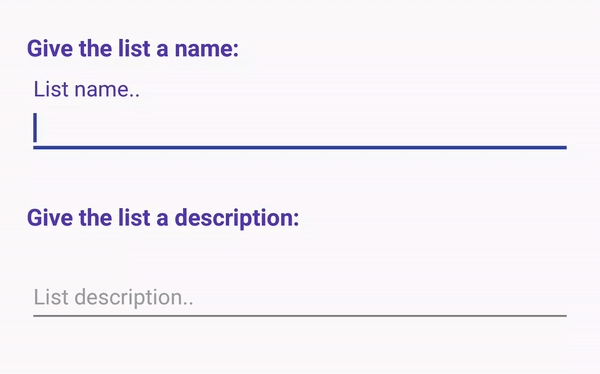 Give the list a name:
List name..
Give the list a description:
List description..